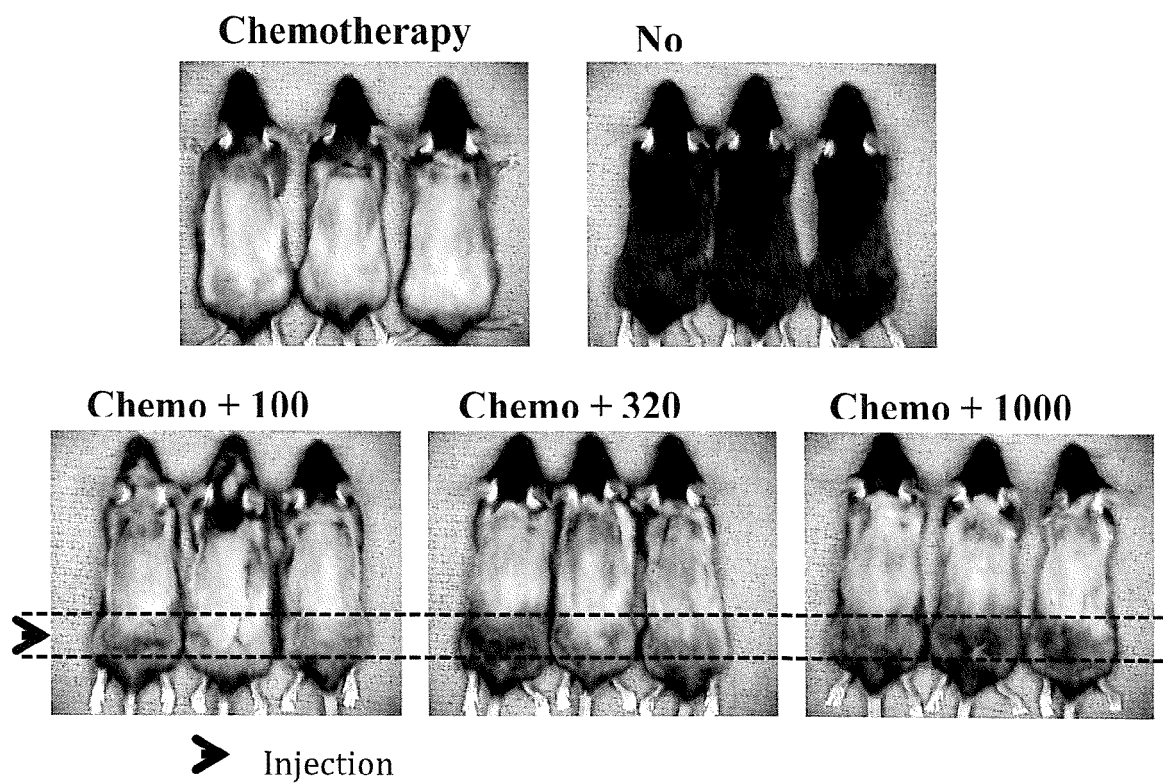 Chemotherapy
No
Chemo + 100
Chemo + 320
Chemo + 1000
Injection